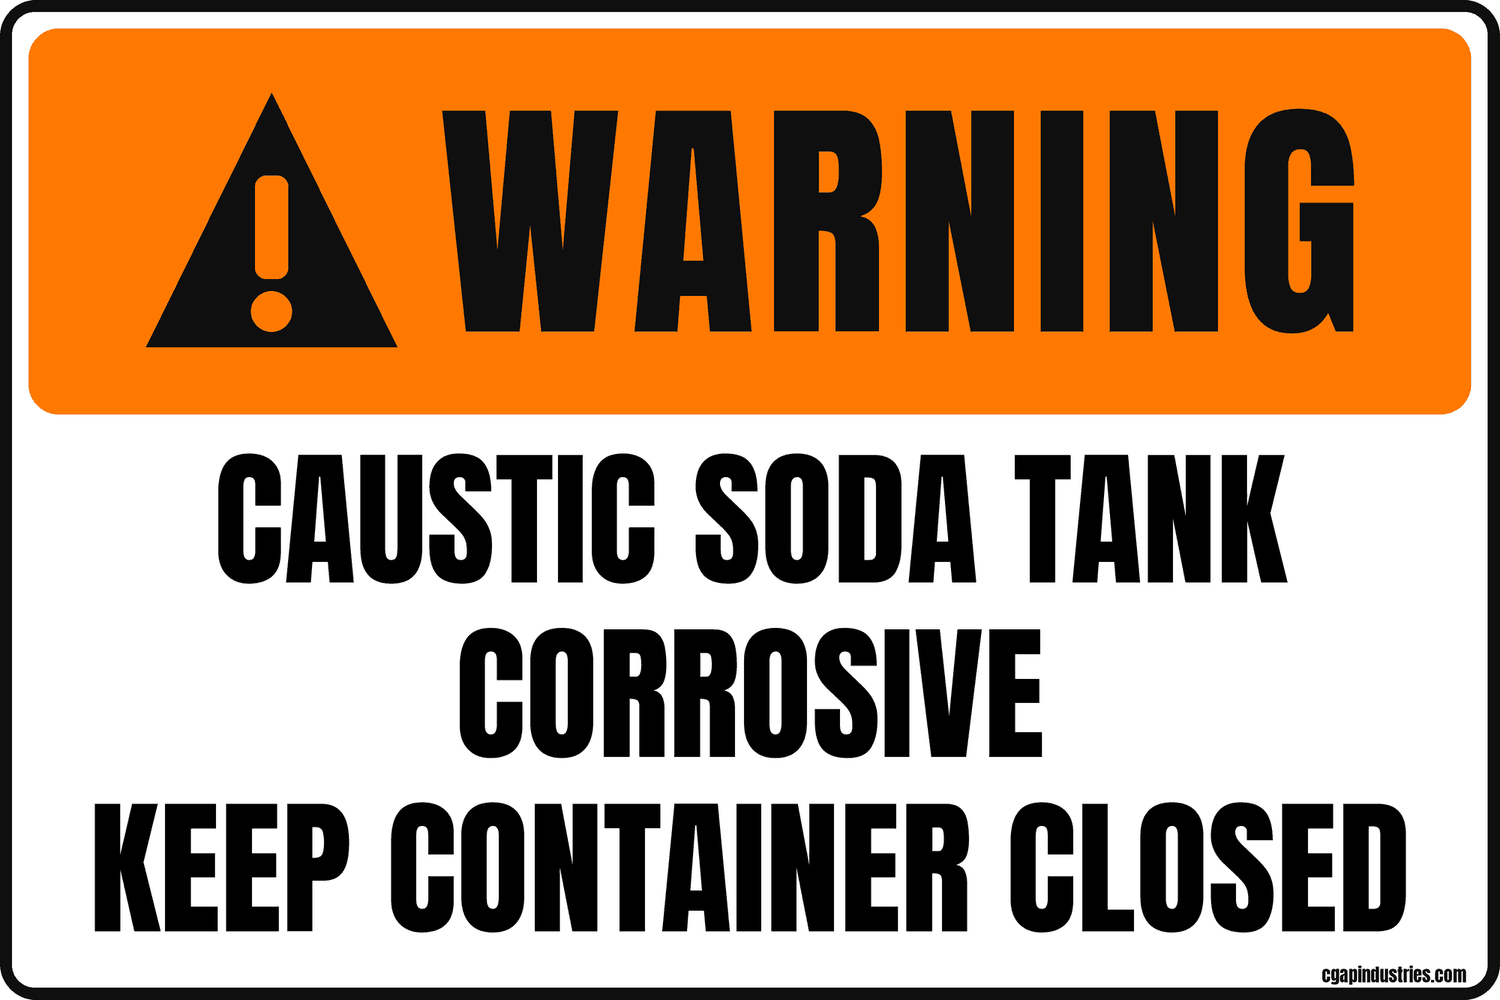 WARNING
CAUSTIC SODA TANK
CORROSIVE
KEEP CONTAINER CLOSED
cgapindustries.com